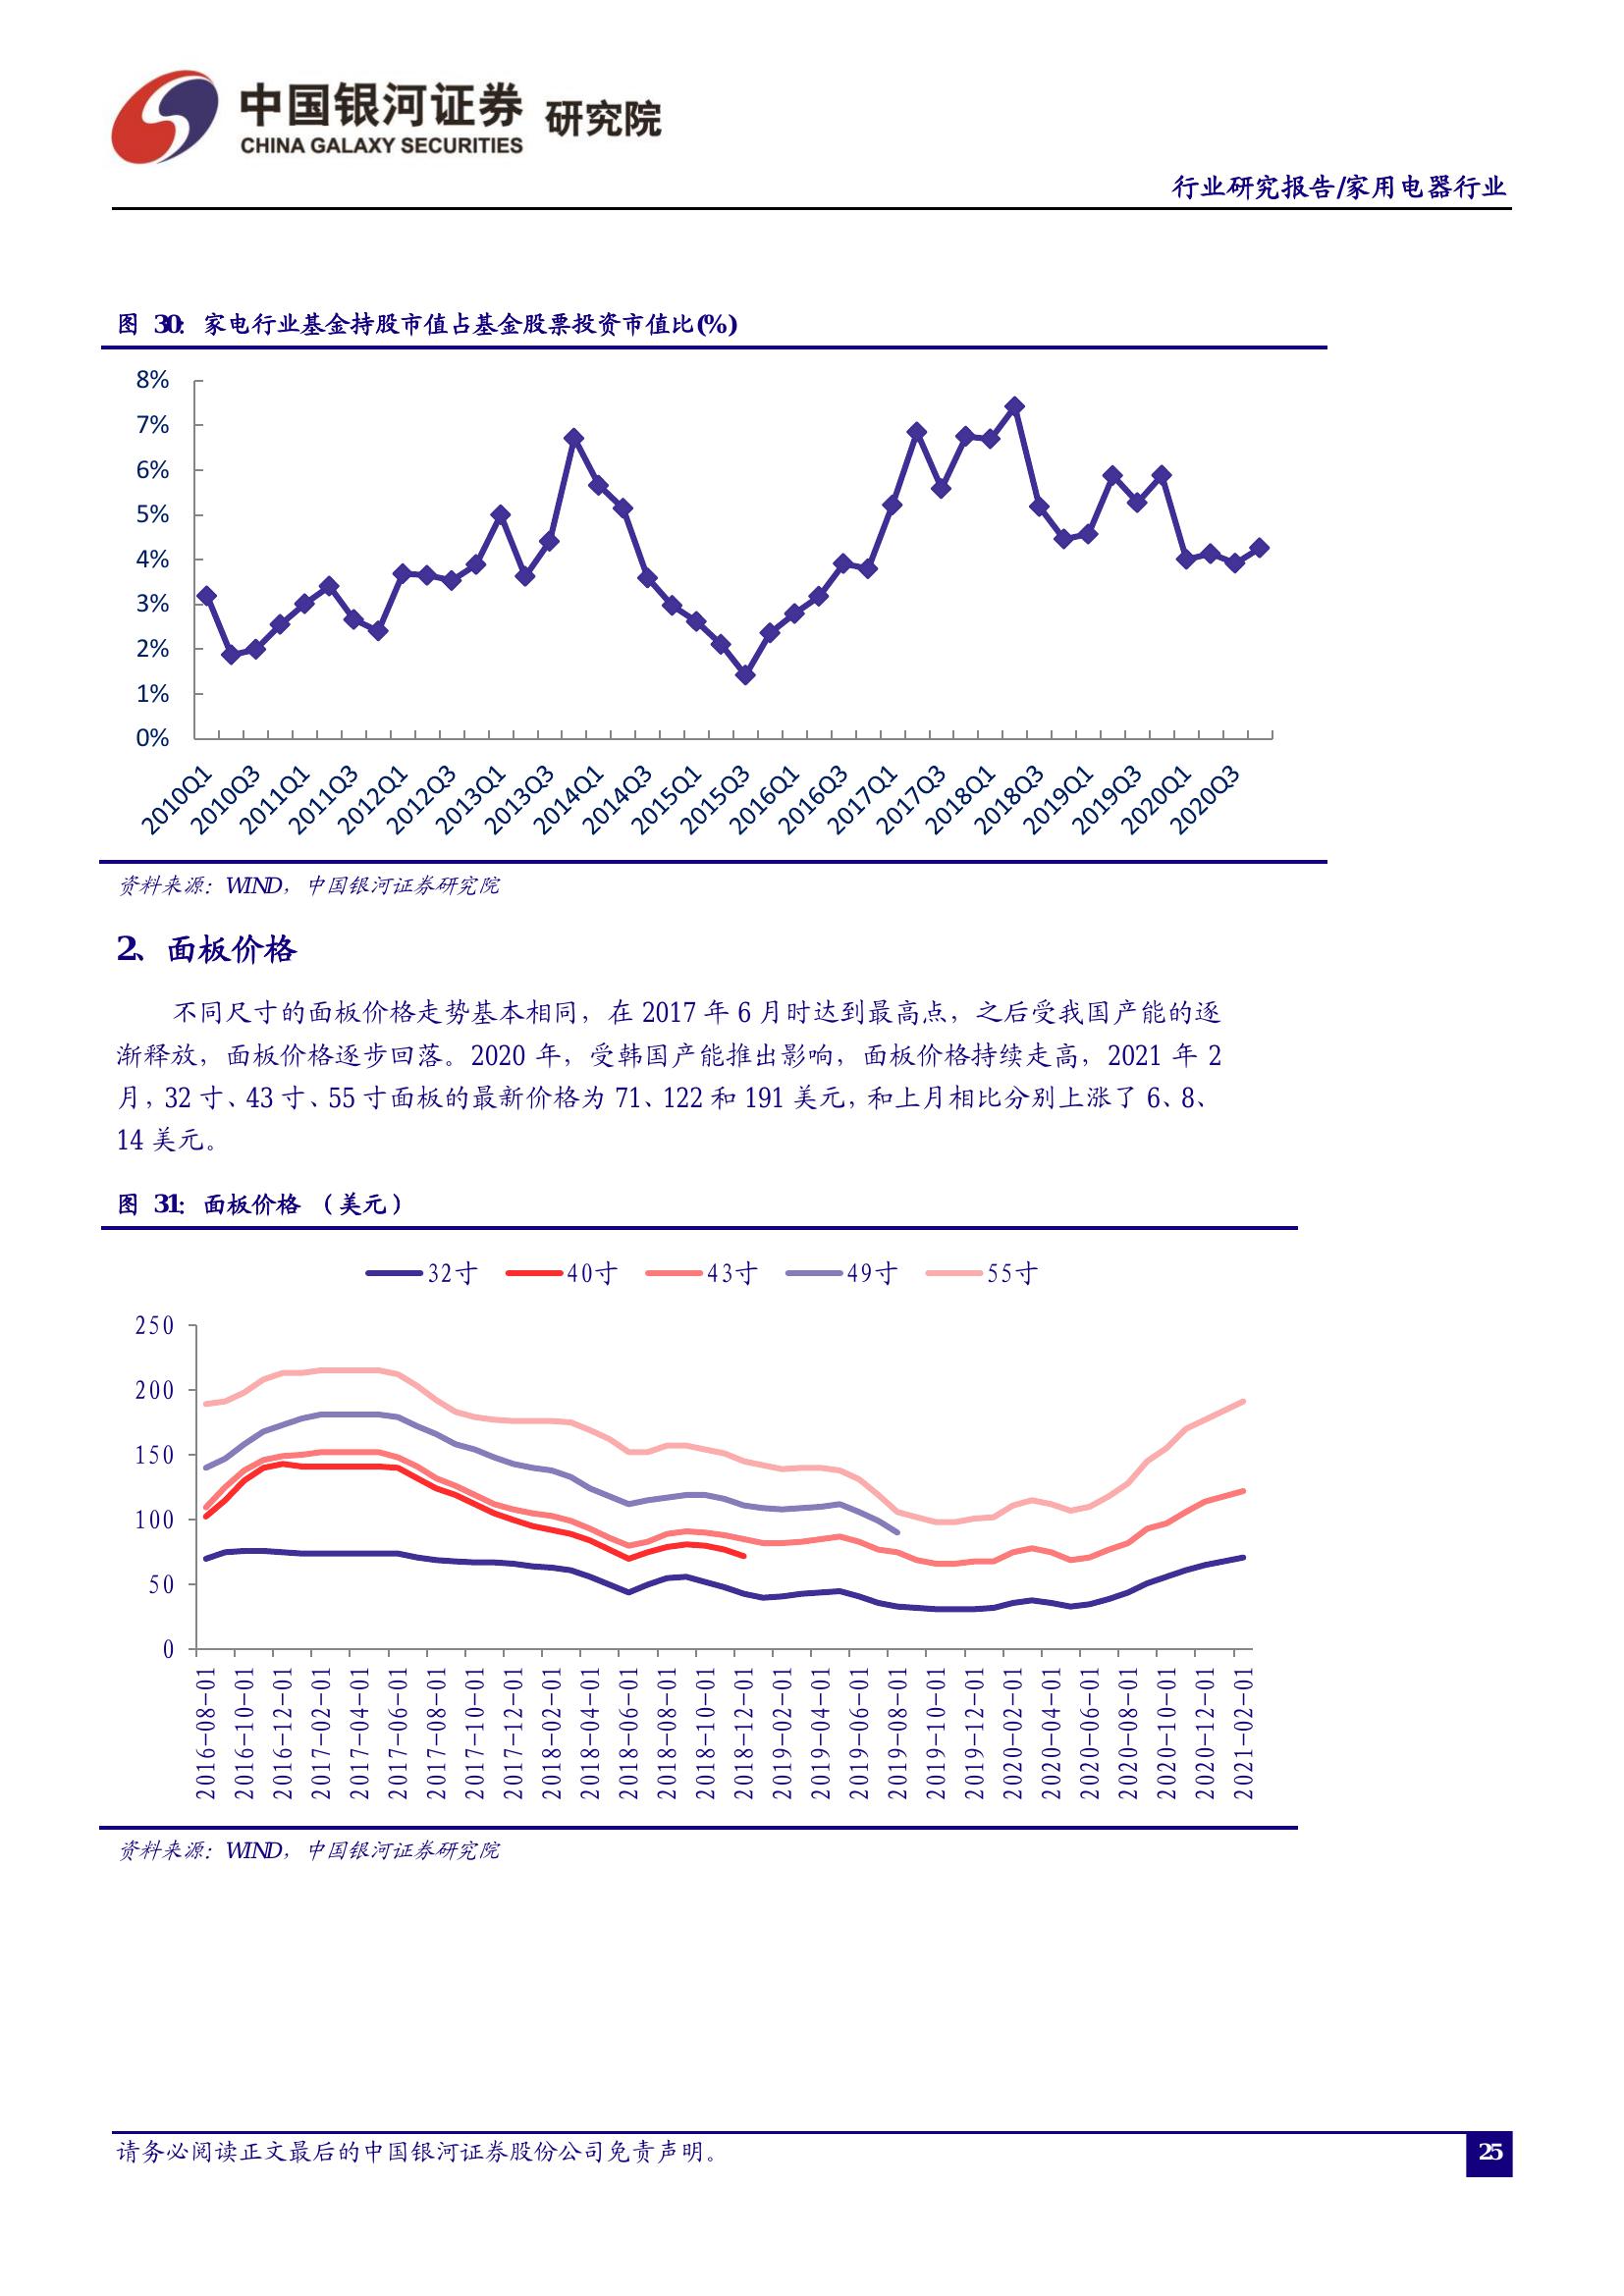 中国银河证券 研究院
CHINA GALAXY SECURITIES
行业研究报告/家用电器行业
图 30: 家电行业基金持股市值占基金股票投资市值比(%)
8%
7%
6%
5%
4%
3%
2%
1%
0%
2010Q1 2010Q3 2011Q1 2011Q3 2012Q1 2012Q3 2013Q1 2013Q3 2014Q1 2014Q3 2015Q1 2015Q3 2016Q1 2016Q3 2017Q1 2017Q3 2018Q1 2018Q3 2019Q1 2019Q3 2020Q1 2020Q3
资料来源：WIND，中国银河证券研究院
2、面板价格
不同尺寸的面板价格走势基本相同，在 2017 年 6 月时达到最高点，之后受我国产能的逐
渐释放，面板价格逐步回落。2020 年，受韩国产能推出影响，面板价格持续走高，2021 年 2
月，32 寸、43 寸、55 寸面板的最新价格为 71、122 和 191 美元，和上月相比分别上涨了 6、8、
14 美元。
图 31: 面板价格 （美元）
32寸 40寸 43寸 49寸 55寸
250
200
150
100
50
0
2016-08-01 2016-10-01 2016-12-01 2017-02-01 2017-04-01 2017-06-01 2017-08-01 2017-10-01 2017-12-01 2018-02-01 2018-04-01 2018-06-01 2018-08-01 2018-10-01 2018-12-01 2019-02-01 2019-04-01 2019-06-01 2019-08-01 2019-10-01 2019-12-01 2020-02-01 2020-04-01 2020-06-01 2020-08-01 2020-10-01 2020-12-01 2021-02-01
资料来源：WIND，中国银河证券研究院
请务必阅读正文最后的中国银河证券股份公司免责声明。
25